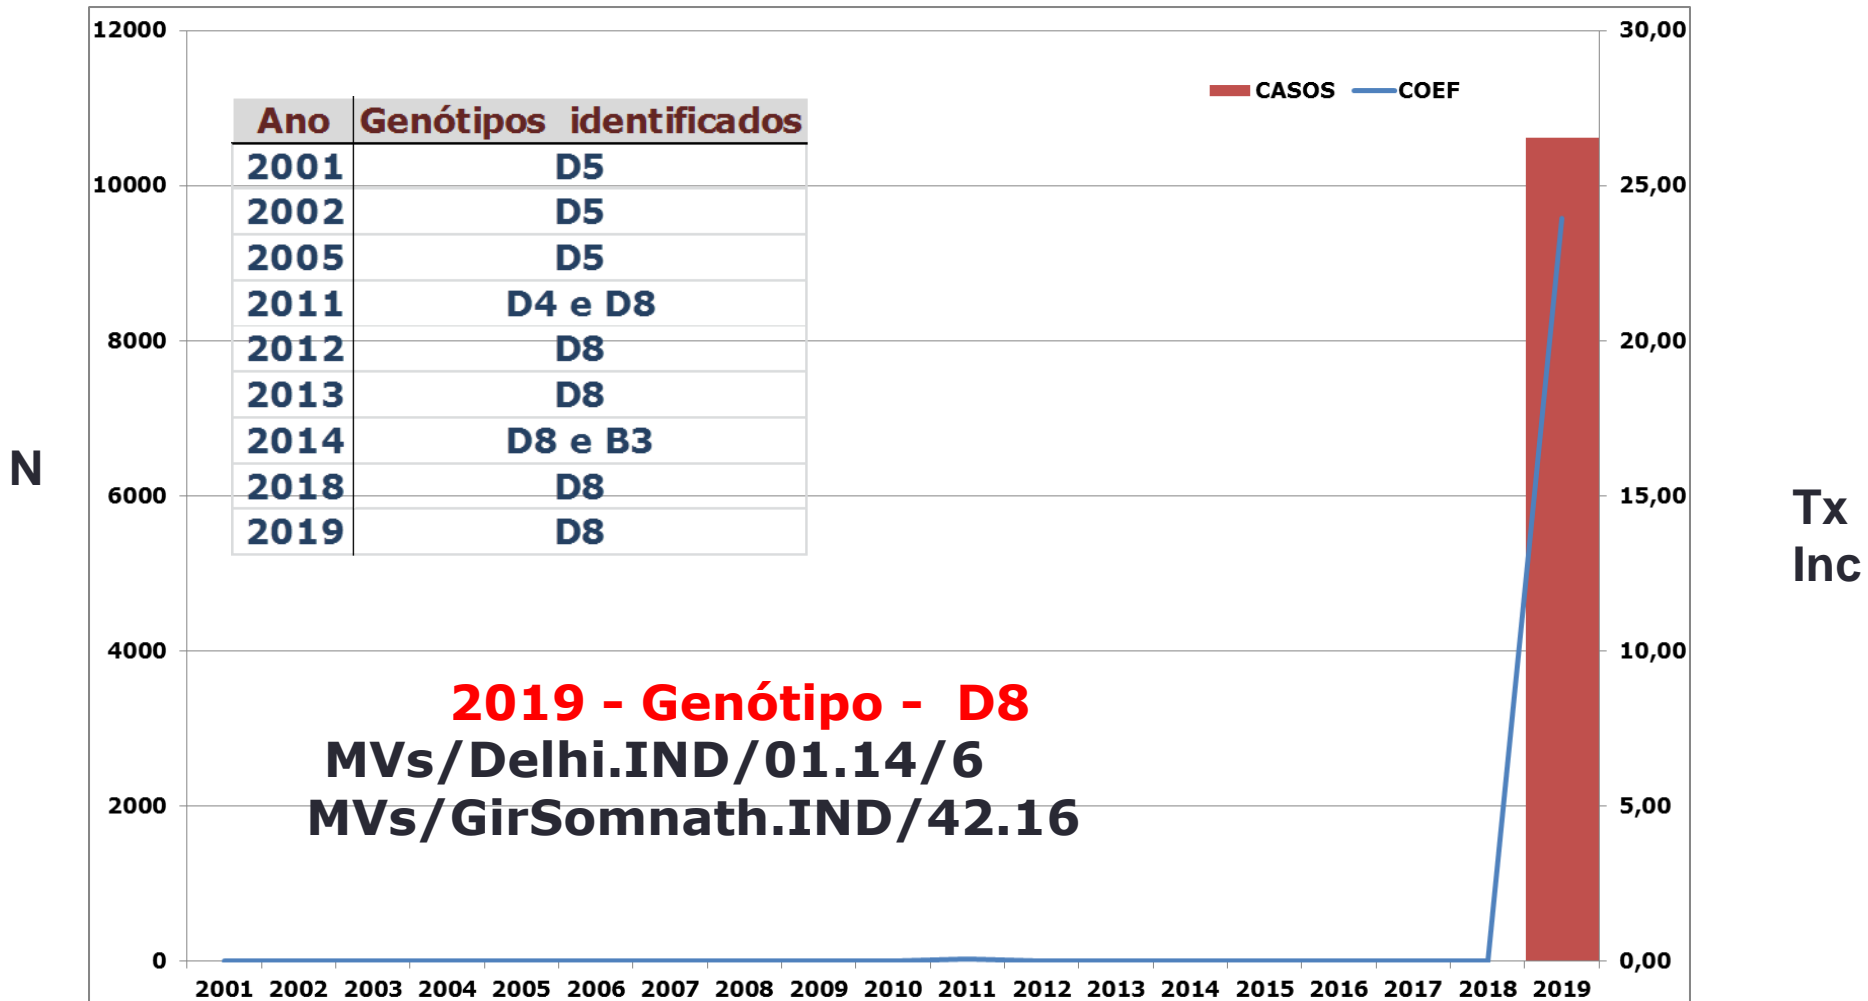 12000
10000
8000
6000
4000
2000
0
N
30,00
25,00
20,00
15,00
10,00
5,00
0,00
Tx
Inc
CASOS COEF
Ano Genótipos identificados
2001 D5
2002 D5
2005 D5
2011 D4 e D8
2012 D8
2013 D8
2014 D8 e B3
2018 D8
2019 D8
2019 - Genótipo - D8
MVs/Delhi.IND/01.14/6
MVs/GirSomnath.IND/42.16
2001 2002 2003 2004 2005 2006 2007 2008 2009 2010 2011 2012 2013 2014 2015 2016 2017 2018 2019